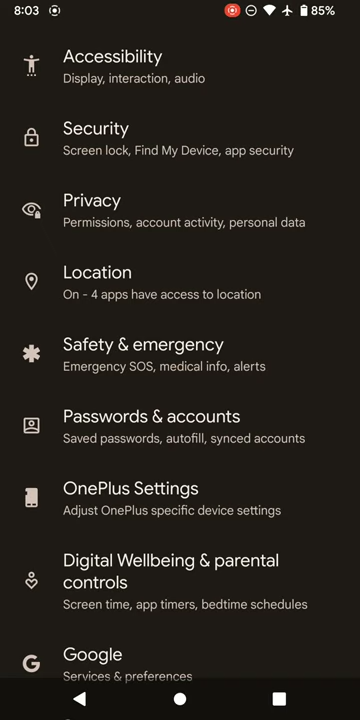 8:03
85%
Accessibility
Display, interaction, audio
Security
Screen lock, Find My Device, app security
Privacy
Permissions, account activity, personal data
Location
On - 4 apps have access to location
Safety & emergency
Emergency SOS, medical info, alerts
Passwords & accounts
Saved passwords, autofill, synced accounts
OnePlus Settings
Adjust OnePlus specific device settings
Digital Wellbeing & parental
controls
Screen time, app timers, bedtime schedules
Google
Services & preferences